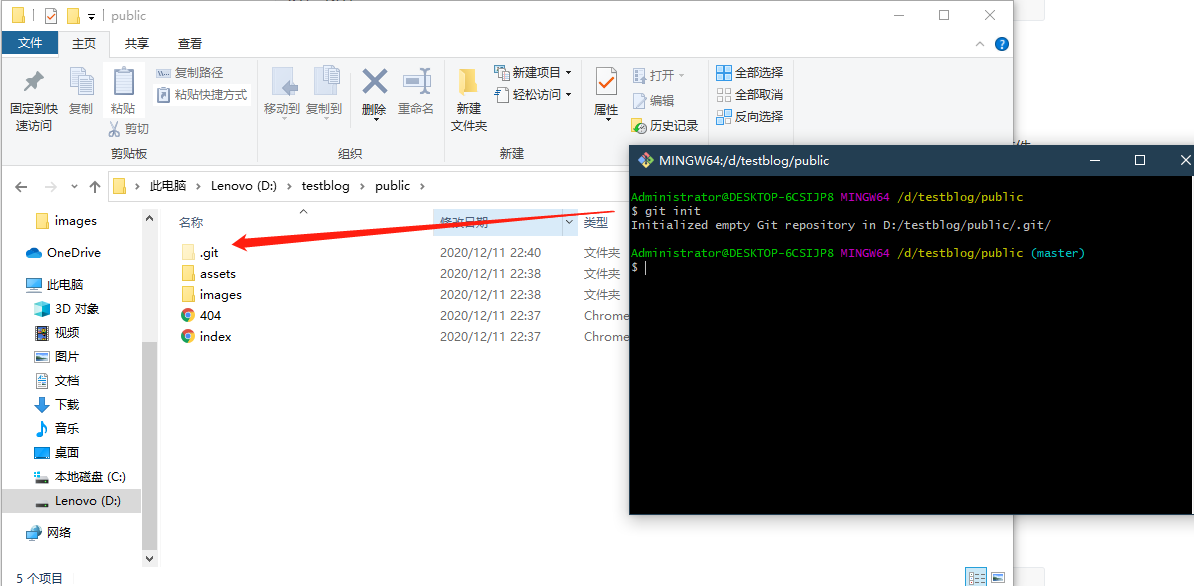 public
文件 主页 共享 查看
固定到快速访问
复制
粘贴
复制路径
粘贴快捷方式
剪切
剪贴板
移动到
复制到
删除
重命名
组织
新建文件夹
新建项目
轻松访问
新建
属性
打开
编辑
历史记录
全部选择
全部取消
反向选择
此电脑 Lenovo (D:) testblog public
images
OneDrive
此电脑
3D 对象
视频
图片
文档
下载
音乐
桌面
本地磁盘 (C:)
Lenovo (D:)
网络
名称 修改日期 类型
.git 2020/12/11 22:40 文件夹
assets 2020/12/11 22:38 文件夹
images 2020/12/11 22:38 文件夹
404 2020/12/11 22:37 Chrome
index 2020/12/11 22:37 Chrome
5 个项目
MINGW64:/d/testblog/public
Administrator@DESKTOP-6CSIJP8 MINGW64 /d/testblog/public
$ git init
Initialized empty Git repository in D:/testblog/public/.git/
Administrator@DESKTOP-6CSIJP8 MINGW64 /d/testblog/public (master)
$